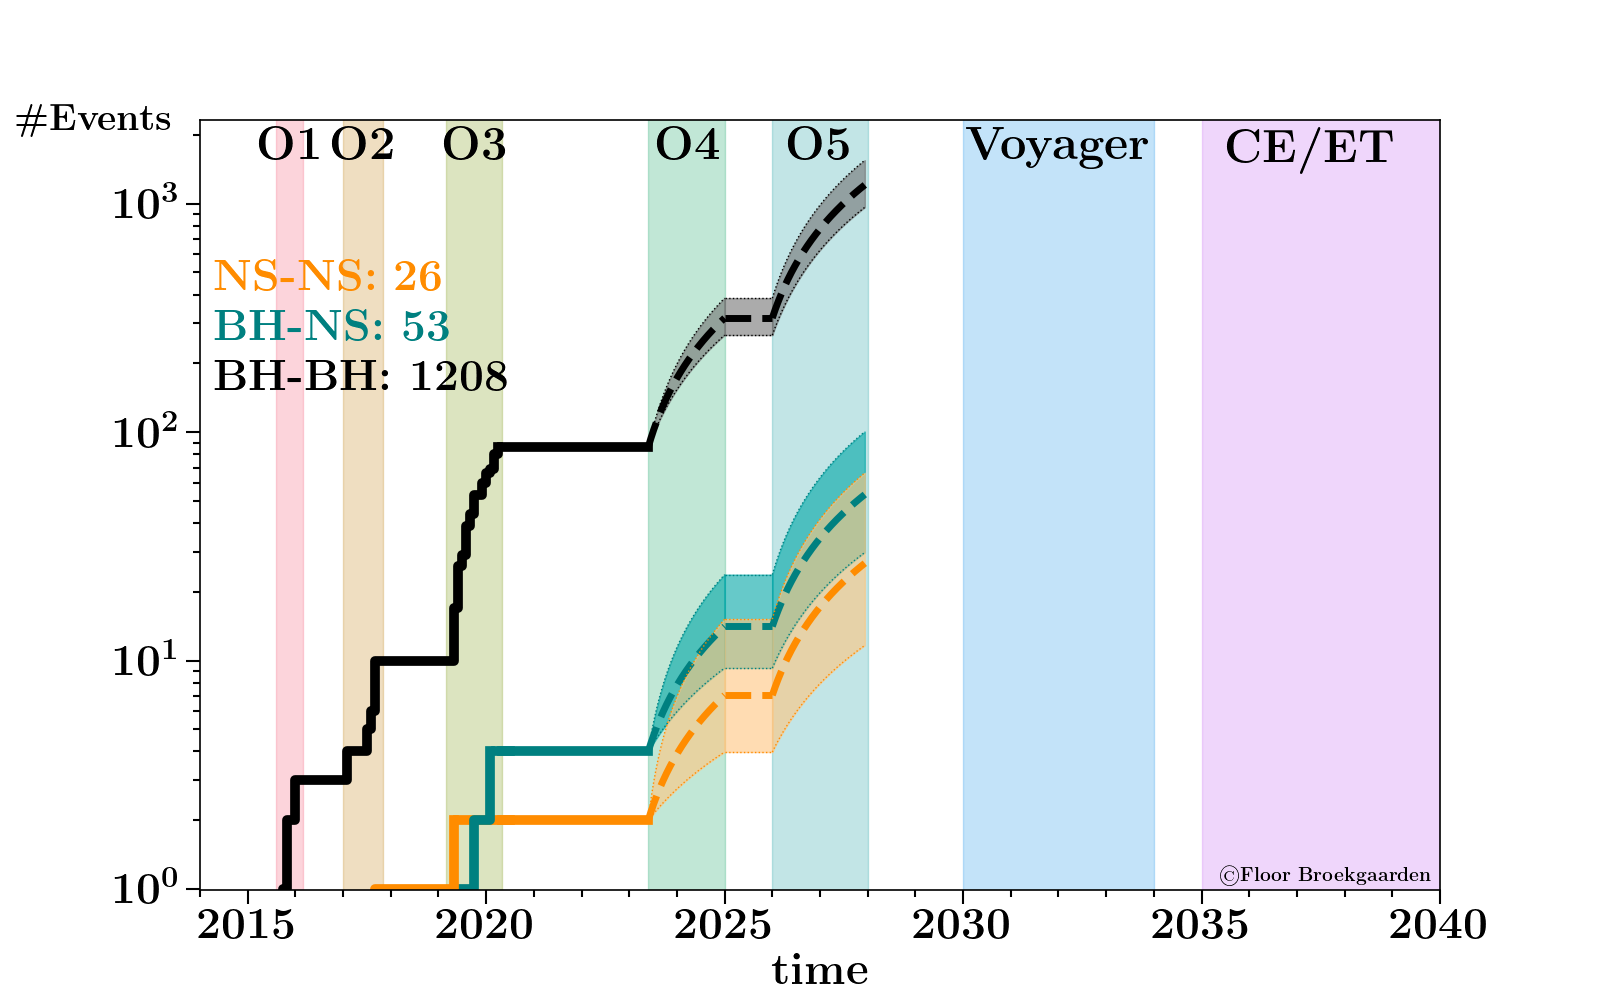 #Events
O1 O2 O3 O4 O5 Voyager CE/ET
10³
NS-NS: 26
BH-NS: 53
BH-BH: 1208
10²
10¹
10⁰
©Floor Broekgaarden
2015 2020 2025 2030 2035 2040
time